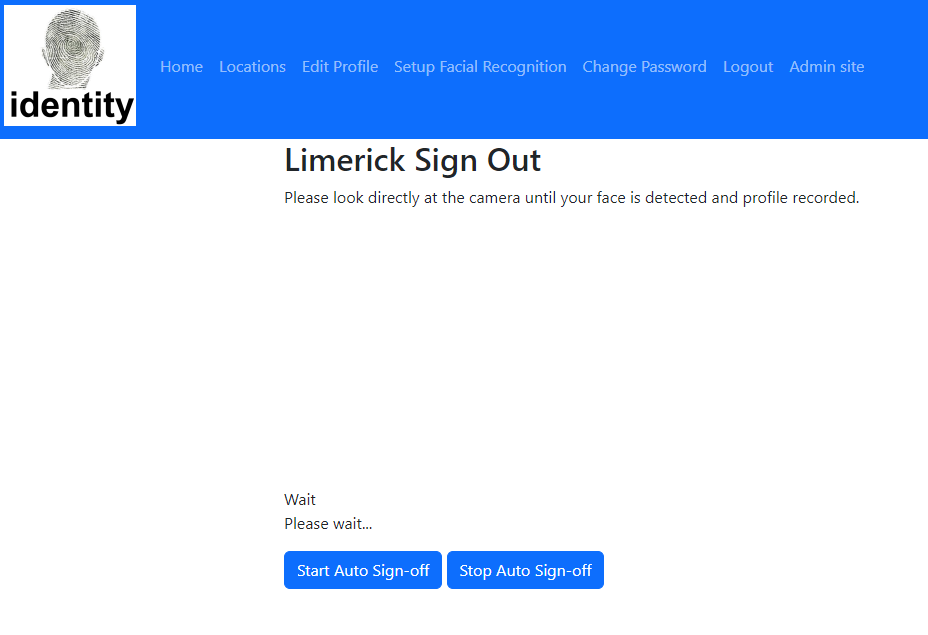 identity
Home Locations Edit Profile Setup Facial Recognition Change Password Logout Admin site
Limerick Sign Out
Please look directly at the camera until your face is detected and profile recorded.
Wait
Please wait...
Start Auto Sign-off Stop Auto Sign-off